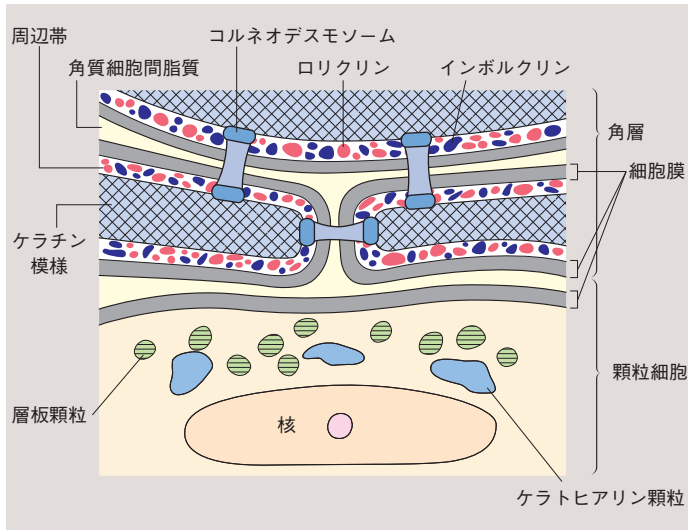 周辺帯
コルネオデスモソーム
角質細胞間脂質
ロリクリン
インボルクリン
角層
細胞膜
ケラチン
模様
顆粒細胞
層板顆粒
核
ケラトヒアリン顆粒